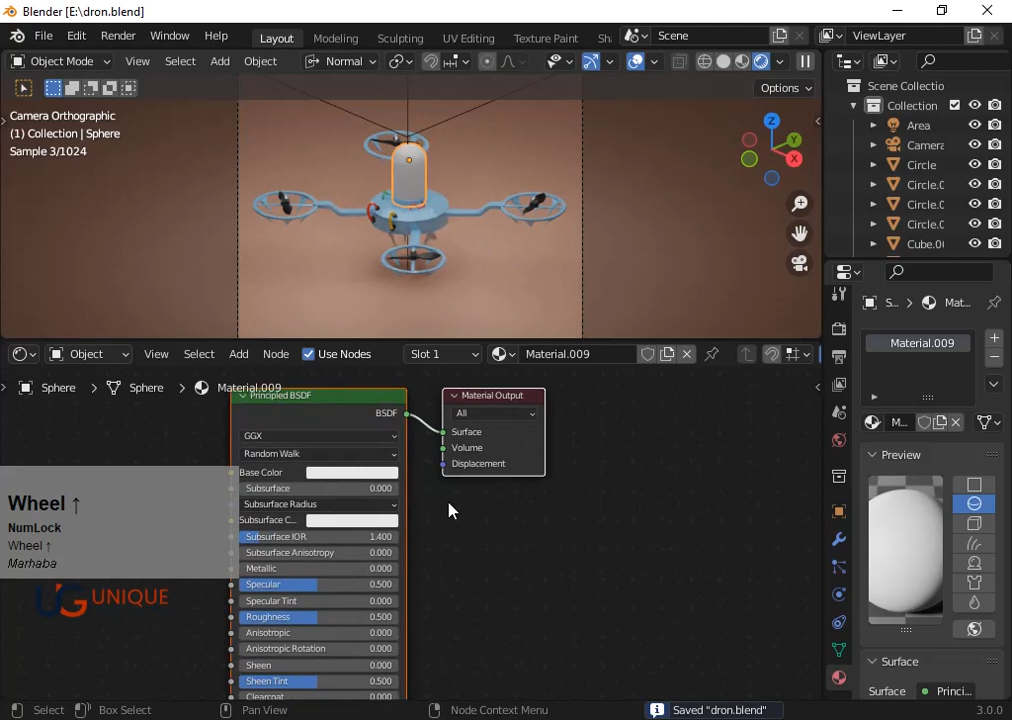 Blender [E:\dron.blend]
File Edit Render Window Help Layout Modeling Sculpting UV Editing Texture Paint Sh Scene ViewLayer
Object Mode View Select Add Object Normal
Options
Camera Orthographic
(1) Collection | Sphere
Sample 3/1024
Z
Y
X
Scene Collectio
Collection
Area
Camera
Circle
Circle.0
Circle.0
Circle.0
Cube.0
Object View Select Add Node Use Nodes Slot 1 Material.009
Sphere > Sphere > Material.009
Principled BSDF
BSDF
GGX
Random Walk
Base Color
Subsurface 0.000
Subsurface Radius
Subsurface C...
Subsurface IOR 1.400
Subsurface Anisotropy 0.000
Metallic 0.000
Specular 0.500
Specular Tint 0.000
Roughness 0.500
Anisotropic 0.000
Anisotropic Rotation 0.000
Sheen 0.000
Sheen Tint 0.500
Clearcoat 0.000
Material Output
All
Surface
Volume
Displacement
Wheel ↑
NumLock
Wheel ↑
Marhaba
UG UNIQUE
S... > Mat...
Material.009
M...
Preview
Surface
Surface Princi...
Select Box Select Pan View Node Context Menu Saved "dron.blend" 3.0.0